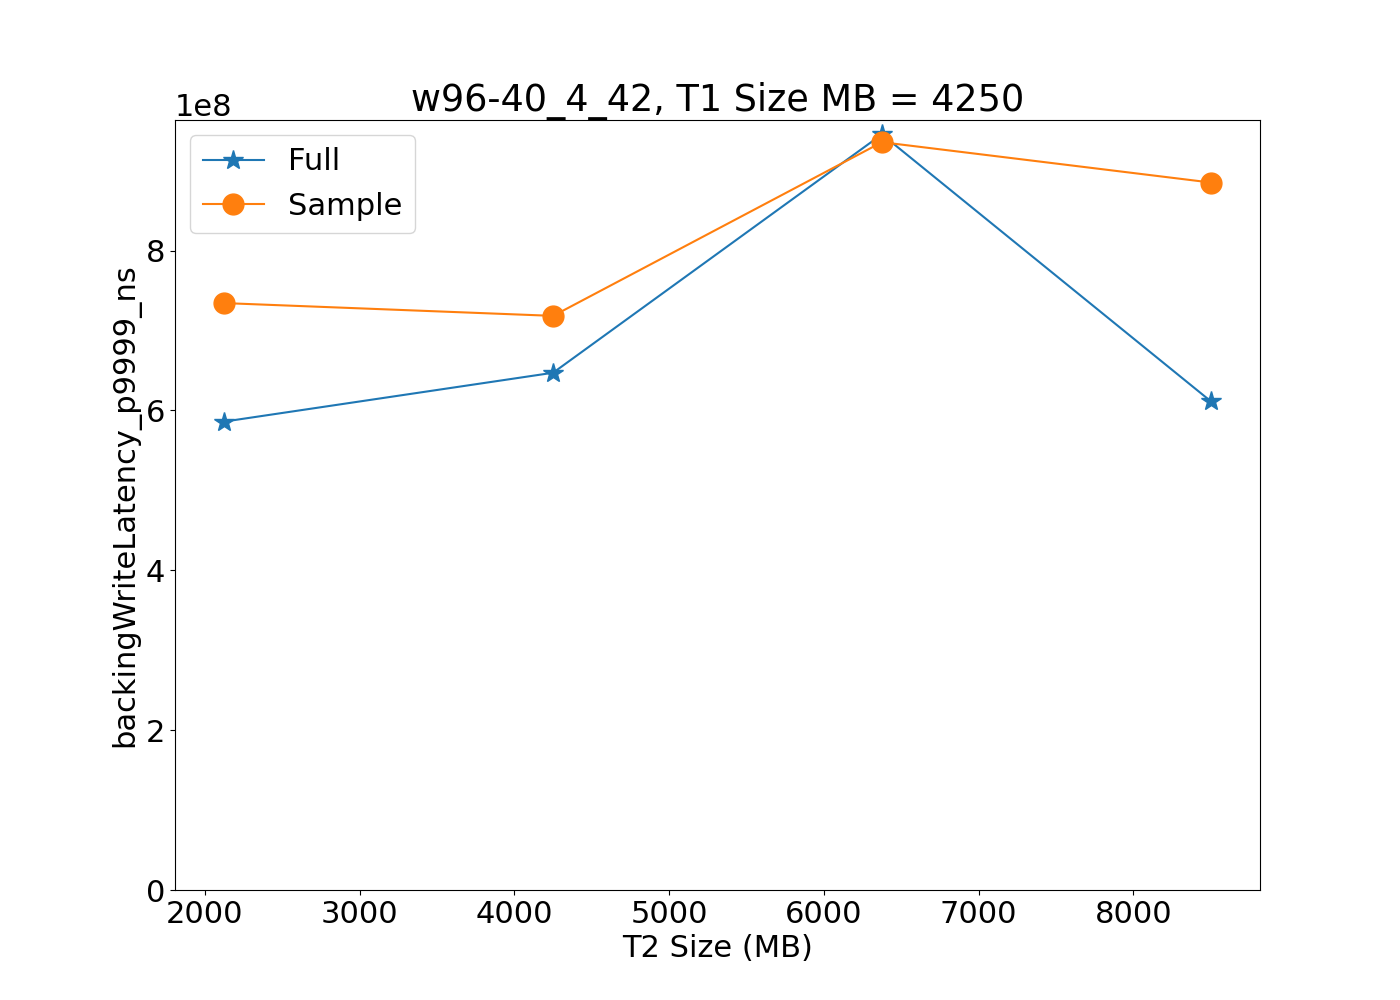 w96-40_4_42, T1 Size MB = 4250
1e8
Full
Sample
backingWriteLatency_p9999_ns
8
6
4
2
0
2000 3000 4000 5000 6000 7000 8000
T2 Size (MB)